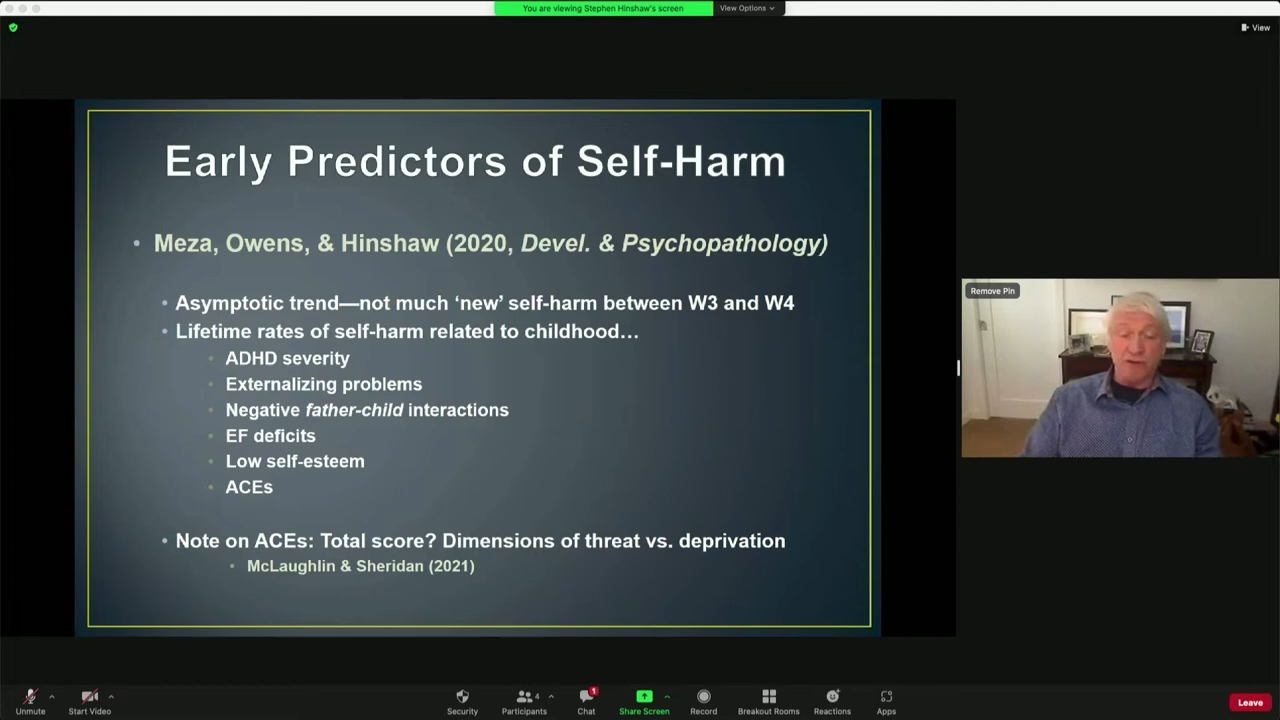 You are viewing Stephen Hinshaw's screen
View Options
View
Early Predictors of Self-Harm
• Meza, Owens, & Hinshaw (2020, Devel. & Psychopathology)
• Asymptotic trend—not much ‘new’ self-harm between W3 and W4
• Lifetime rates of self-harm related to childhood…
• ADHD severity
• Externalizing problems
• Negative father-child interactions
• EF deficits
• Low self-esteem
• ACEs
• Note on ACEs: Total score? Dimensions of threat vs. deprivation
• McLaughlin & Sheridan (2021)
Remove Pin
Unmute
Start Video
Security
4
Participants
1
Chat
Share Screen
Record
Breakout Rooms
Reactions
Apps
Leave